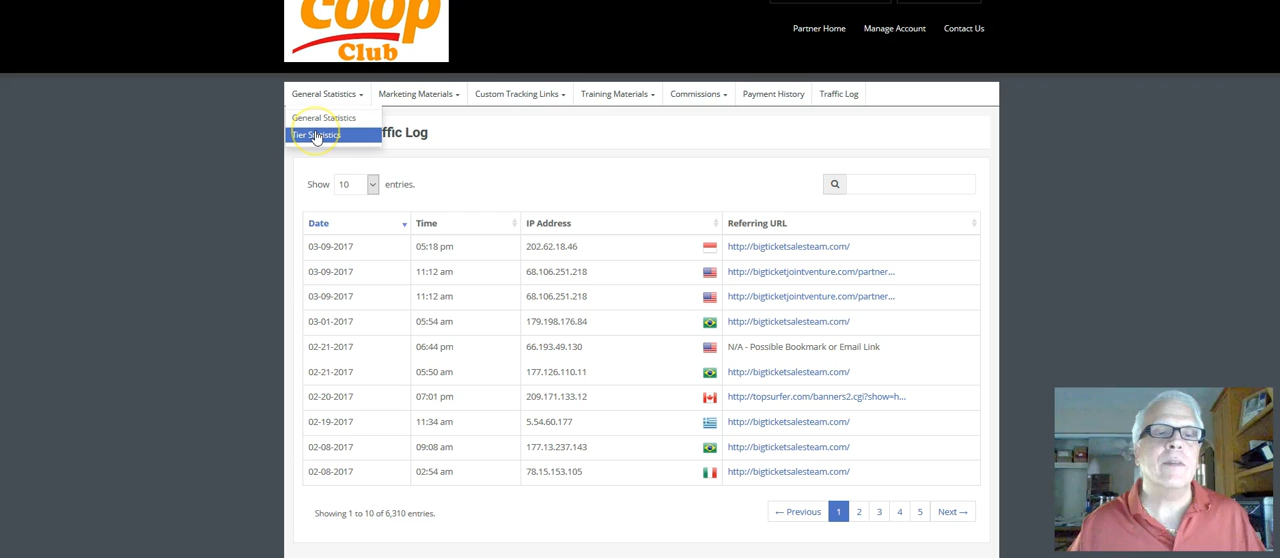 coop
Club
Partner Home Manage Account Contact Us
General Statistics Marketing Materials Custom Tracking Links Training Materials Commissions Payment History Traffic Log
General Statistics
Tier Statistics
ffic Log
Show 10 entries.
Date Time IP Address Referring URL
03-09-2017 05:18 pm 202.62.18.46 http://bigticketsalesteam.com/
03-09-2017 11:12 am 68.106.251.218 http://bigticketjointventure.com/partner...
03-09-2017 11:12 am 68.106.251.218 http://bigticketjointventure.com/partner...
03-01-2017 05:54 am 179.198.176.84 http://bigticketsalesteam.com/
02-21-2017 06:44 pm 66.193.49.130 N/A - Possible Bookmark or Email Link
02-21-2017 05:50 am 177.126.110.11 http://bigticketsalesteam.com/
02-20-2017 07:01 pm 209.171.133.12 http://topsurfer.com/banners2.cgi?show=h...
02-19-2017 11:34 am 5.54.60.177 http://bigticketsalesteam.com/
02-08-2017 09:08 am 177.13.237.143 http://bigticketsalesteam.com/
02-08-2017 02:54 am 78.15.153.105 http://bigticketsalesteam.com/
Showing 1 to 10 of 6,310 entries. ← Previous 1 2 3 4 5 Next →